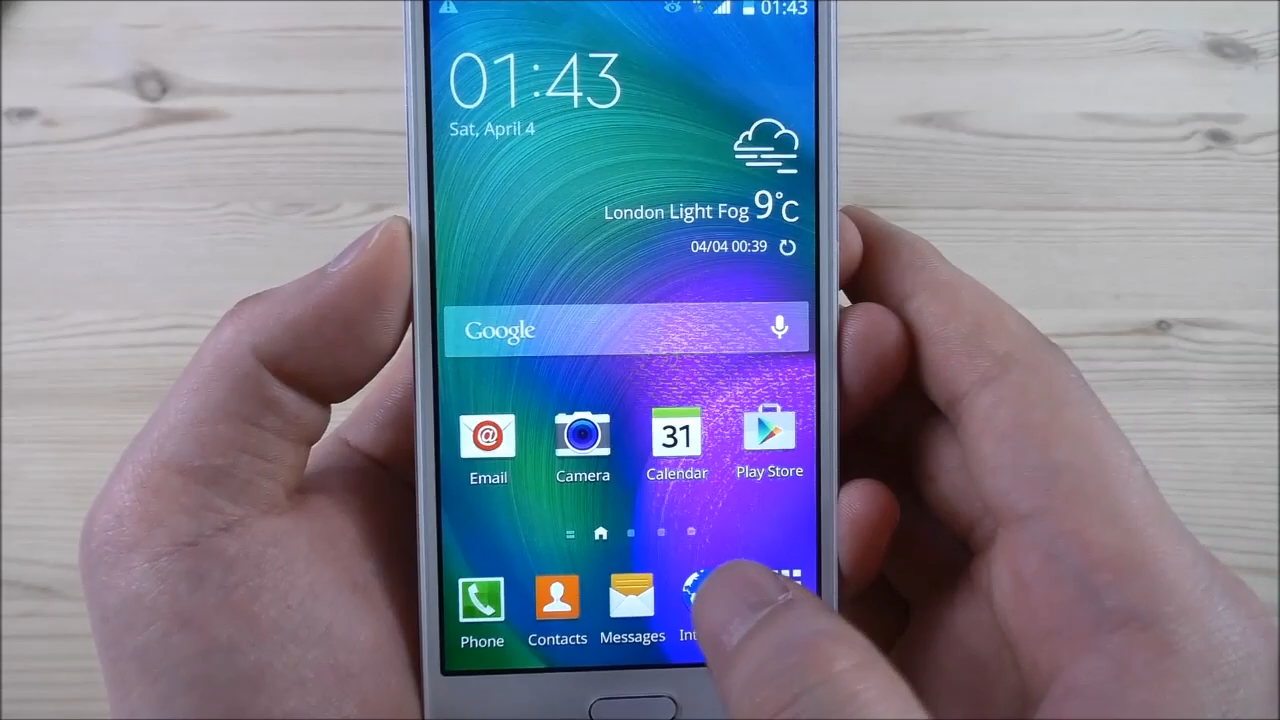 01:43
01:43
Sat, April 4
London Light Fog 9°C
04/04 00:39
Google
Email
Camera
31
Calendar
Play Store
Phone
Contacts
Messages
Int